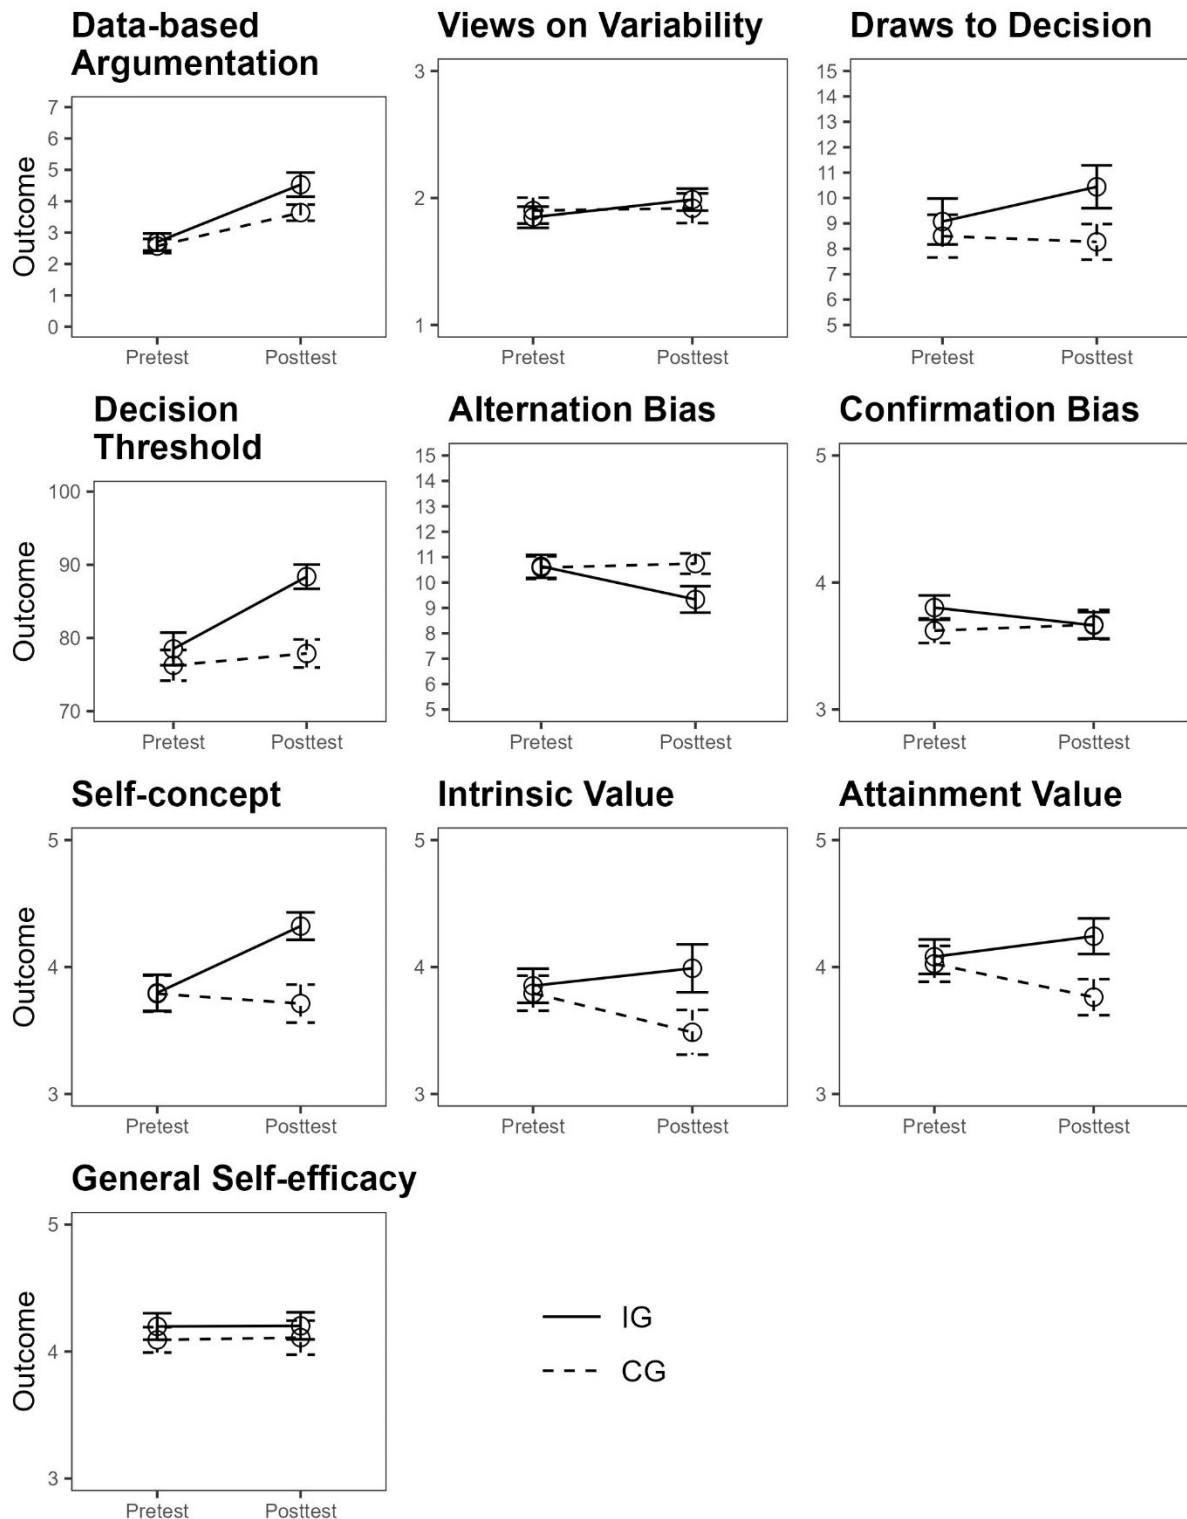 Data-based
Argumentation
Views on Variability
Draws to Decision
Outcome
7
6
5
4
3
2
1
0
Pretest
Posttest
3
2
1
Pretest
Posttest
15
14
13
12
11
10
9
8
7
6
5
Pretest
Posttest
Decision
Threshold
Alternation Bias
Confirmation Bias
Outcome
100
90
80
70
Pretest
Posttest
15
14
13
12
11
10
9
8
7
6
5
Pretest
Posttest
5
4
3
Pretest
Posttest
Self-concept
Intrinsic Value
Attainment Value
Outcome
5
4
3
Pretest
Posttest
5
4
3
Pretest
Posttest
5
4
3
Pretest
Posttest
General Self-efficacy
Outcome
5
4
3
Pretest
Posttest
IG
CG